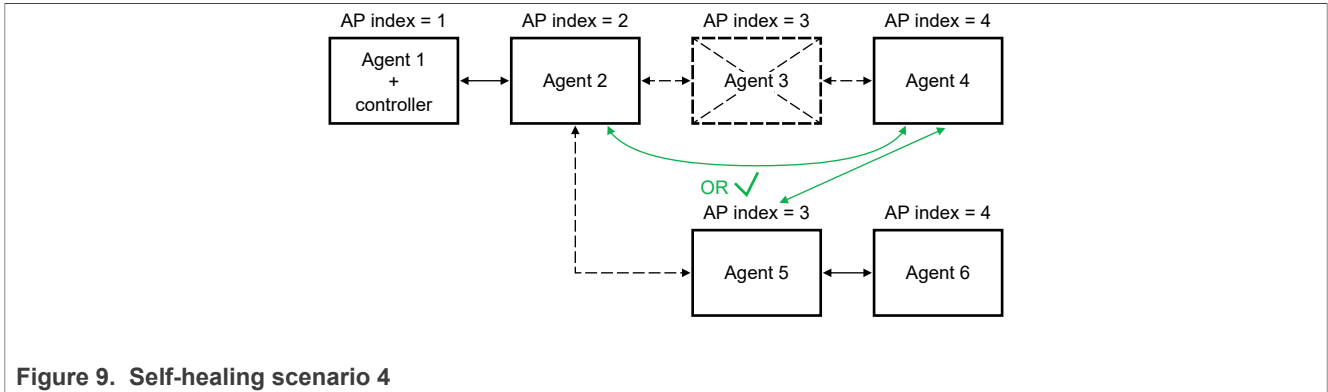 AP index = 1
AP index = 2
AP index = 3
AP index = 4
Agent 1
+
controller
Agent 2
Agent 3
Agent 4
OR
AP index = 3
AP index = 4
Agent 5
Agent 6
Figure 9. Self-healing scenario 4